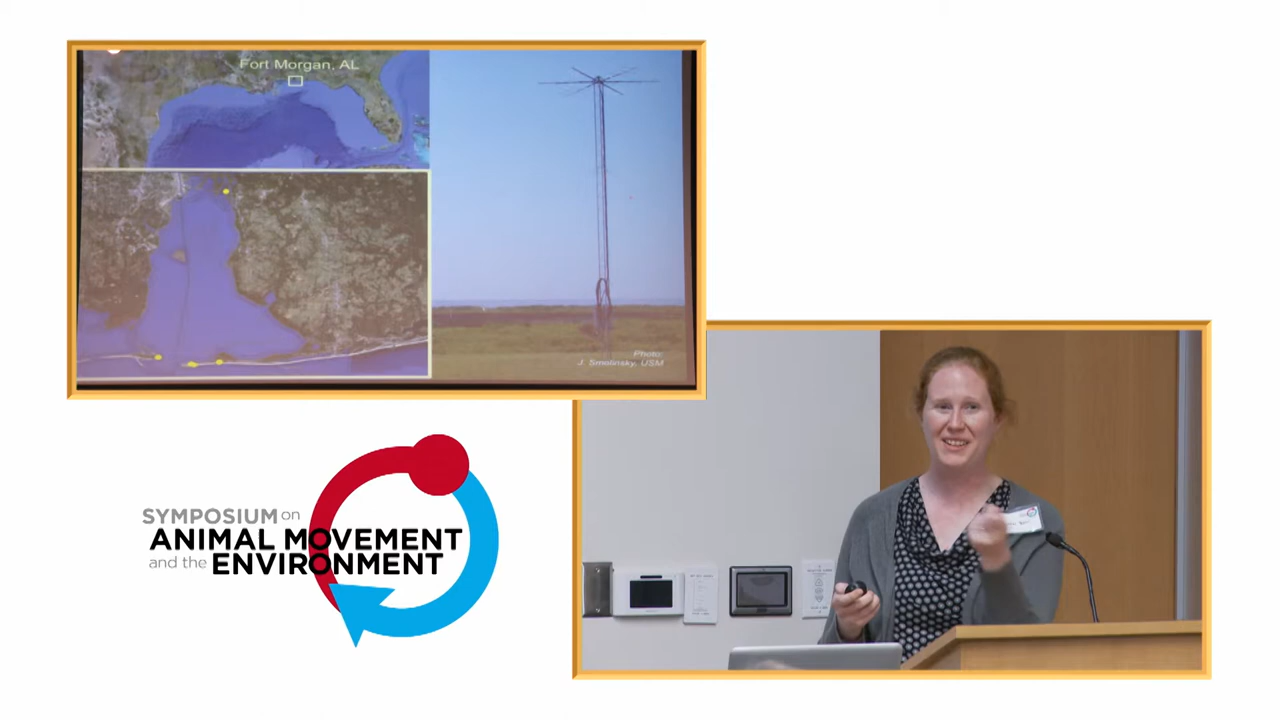 Fort Morgan, AL
Photo:
J. Smolinsky, USM
SYMPOSIUM on
ANIMAL MOVEMENT
and the ENVIRONMENT